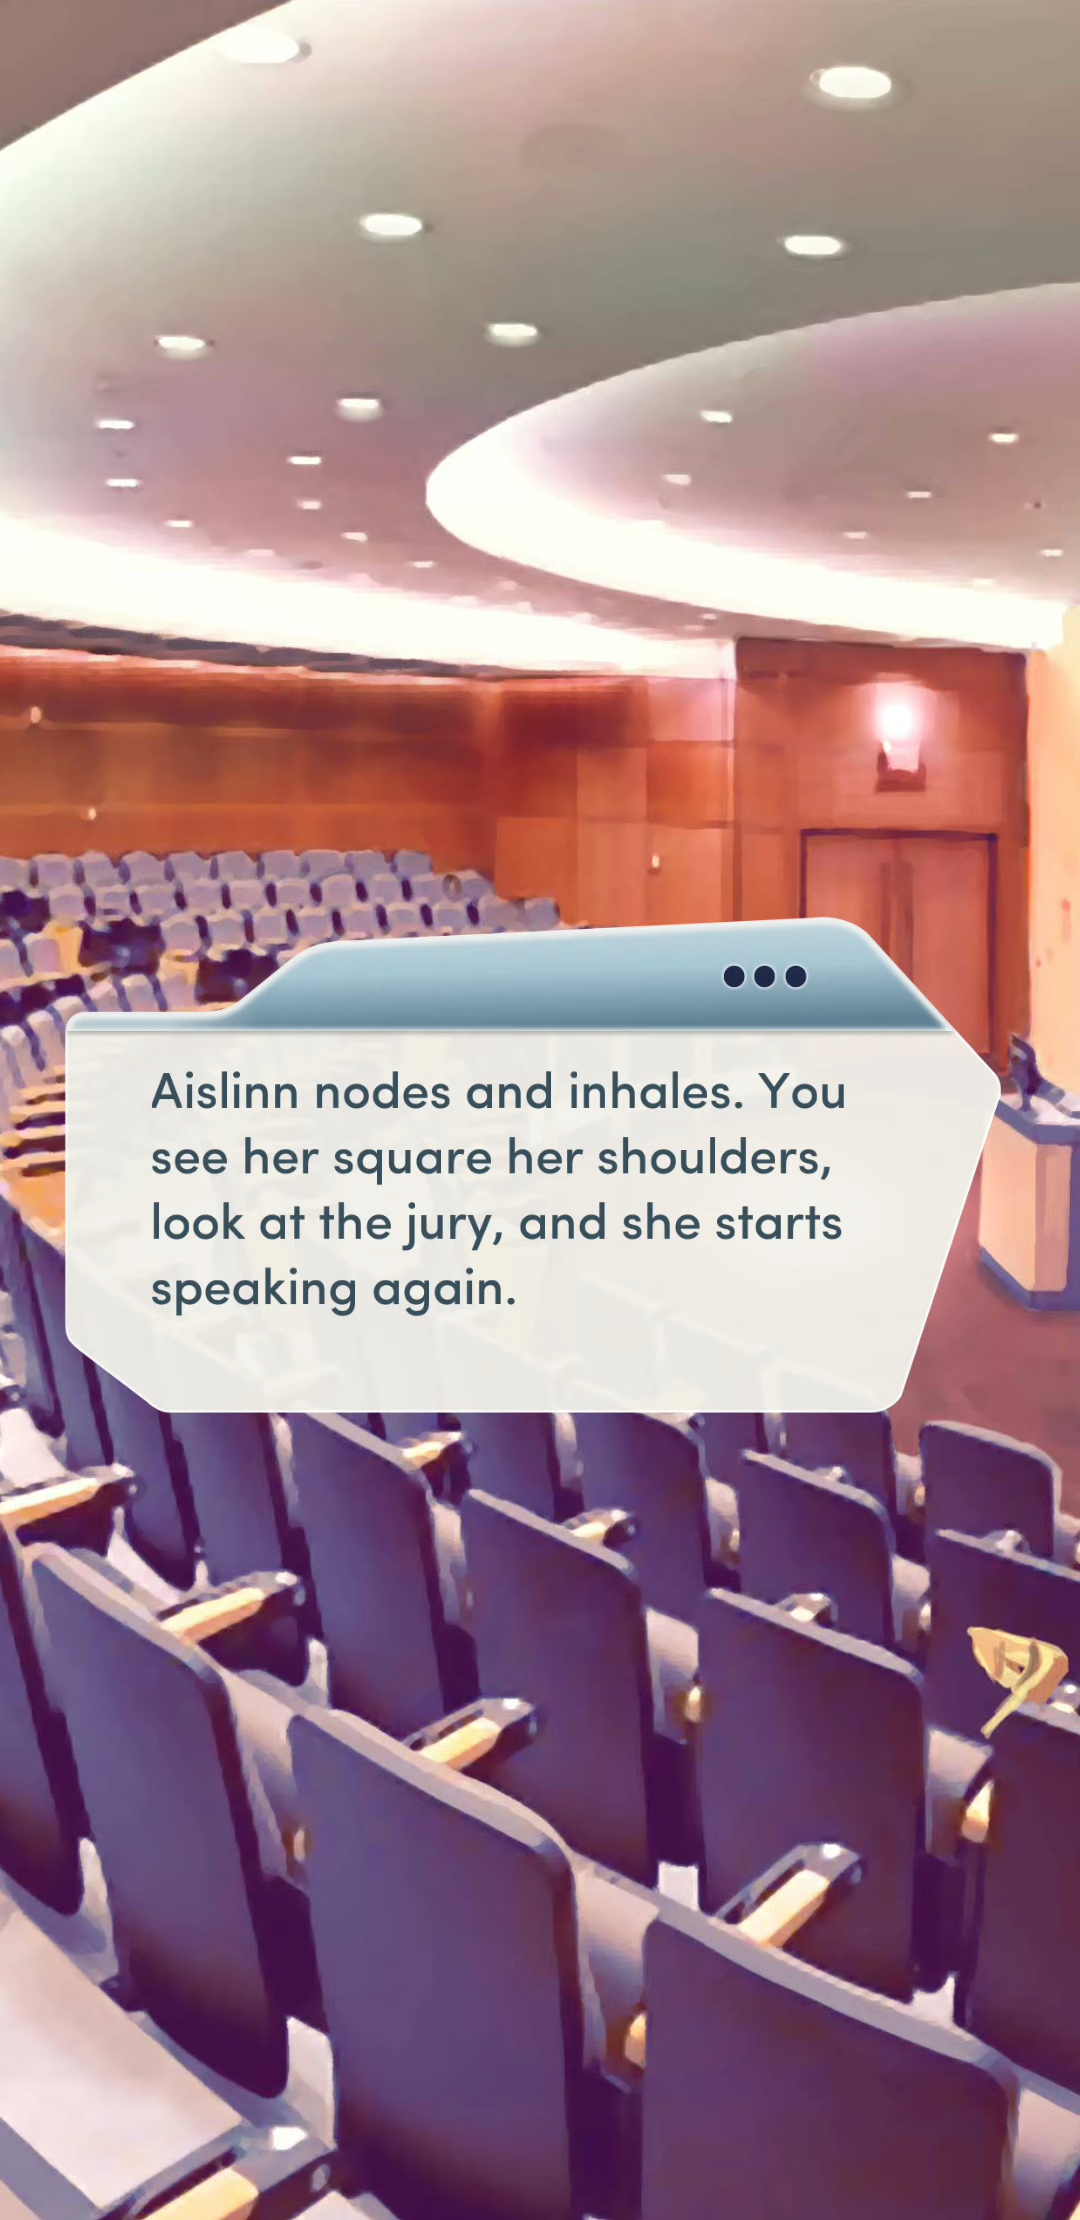 Aislinn nodes and inhales. You
see her square her shoulders,
look at the jury, and she starts
speaking again.